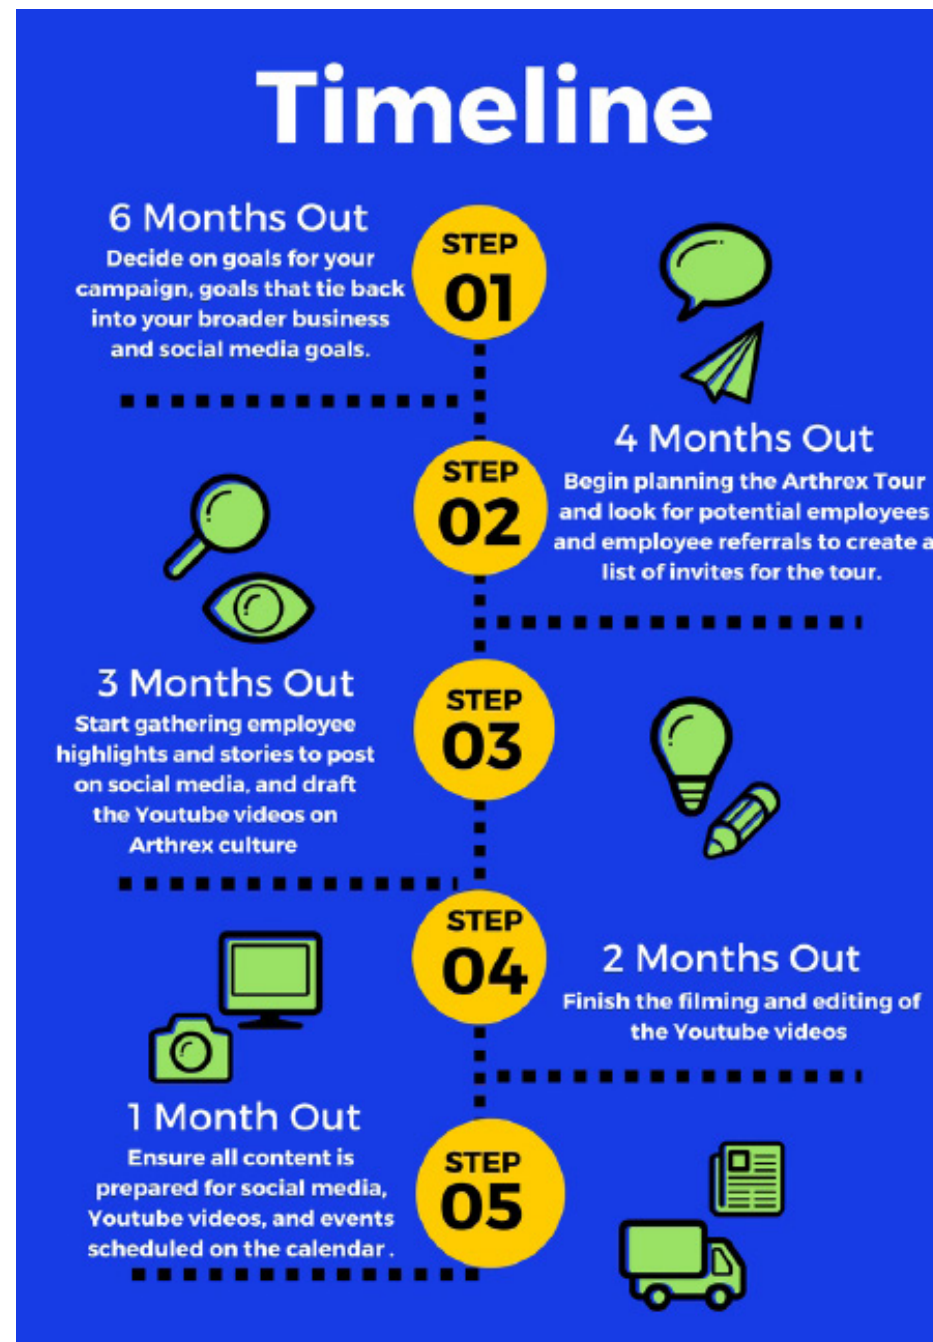 Timeline
6 Months Out
Decide on goals for your
campaign, goals that tie back
into your broader business
and social media goals.
STEP
01
4 Months Out
Begin planning the Arthrex Tour
and look for potential employees
and employee referrals to create a
list of invites for the tour.
STEP
02
3 Months Out
Start gathering employee
highlights and stories to post
on social media, and draft
the Youtube videos on
Arthrex culture
STEP
03
2 Months Out
Finish the filming and editing of
the Youtube videos
STEP
04
1 Month Out
Ensure all content is
prepared for social media,
Youtube videos, and events
scheduled on the calendar .
STEP
05